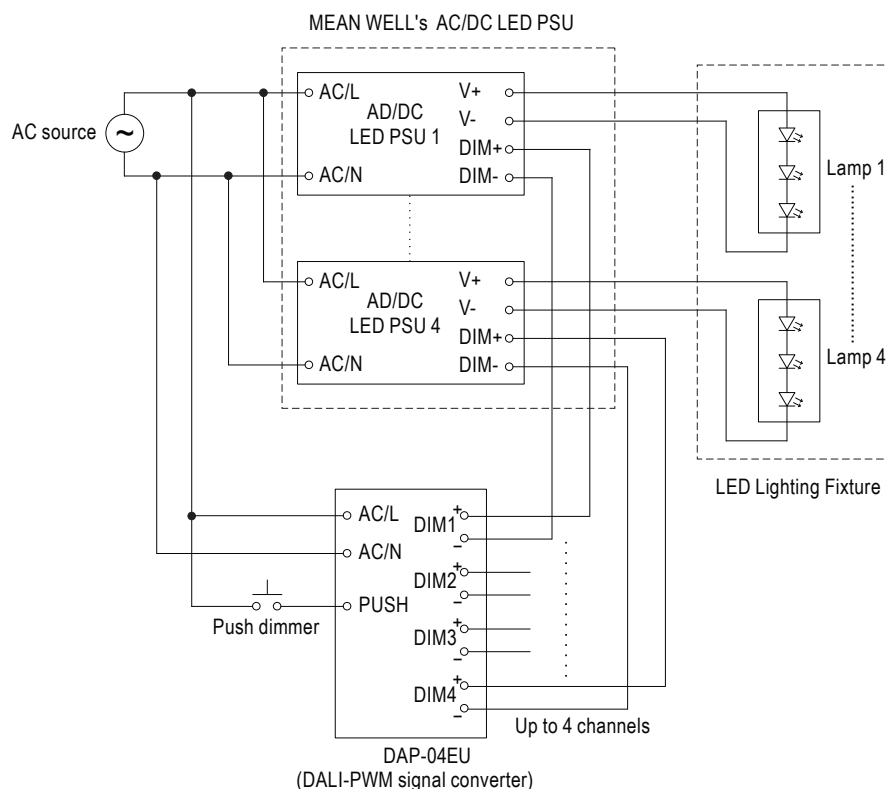 MEAN WELL's AC/DC LED PSU
AC source
~
AC/L
AD/DC
LED PSU 1
AC/N
V+
V-
DIM+
DIM-
Lamp 1
AC/L
AD/DC
LED PSU 4
AC/N
V+
V-
DIM+
DIM-
Lamp 4
LED Lighting Fixture
AC/L
AC/N
PUSH
Push dimmer
DIM1 + –
DIM2 + –
DIM3 + –
DIM4 + –
Up to 4 channels
DAP-04EU
(DALI-PWM signal converter)